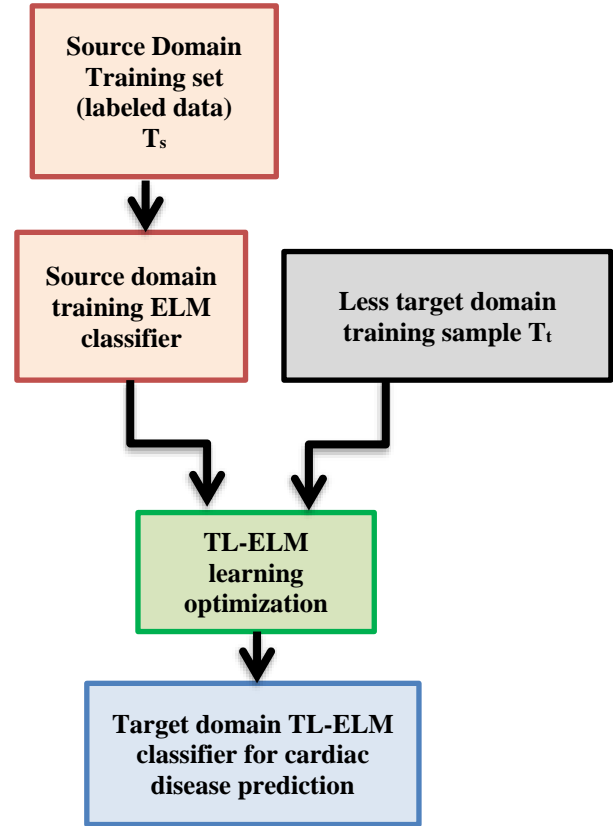 Source Domain
Training set
(labeled data)
Tₛ
Source domain
training ELM
classifier
Less target domain
training sample Tₜ
TL-ELM
learning
optimization
Target domain TL-ELM
classifier for cardiac
disease prediction